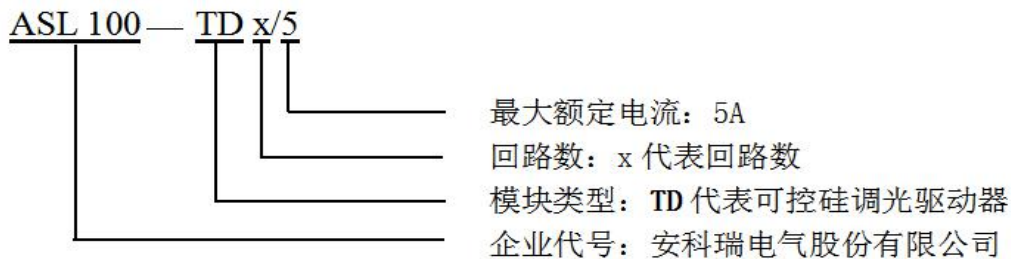 ASL 100 — TD x/5
最大额定电流：5A
回路数：x 代表回路数
模块类型：TD 代表可控硅调光驱动器
企业代号：安科瑞电气股份有限公司